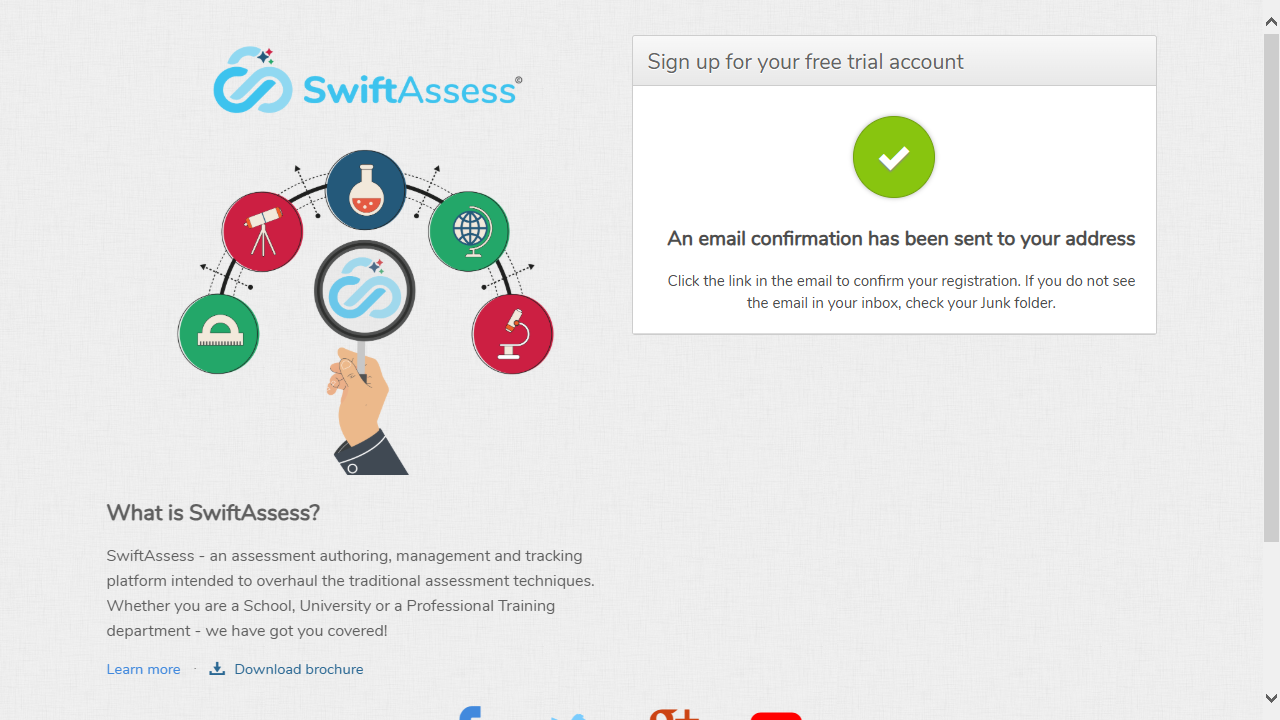 SwiftAssess©
Sign up for your free trial account
An email confirmation has been sent to your address
Click the link in the email to confirm your registration. If you do not see
the email in your inbox, check your Junk folder.
What is SwiftAssess?
SwiftAssess - an assessment authoring, management and tracking
platform intended to overhaul the traditional assessment techniques.
Whether you are a School, University or a Professional Training
department - we have got you covered!
Learn more · Download brochure